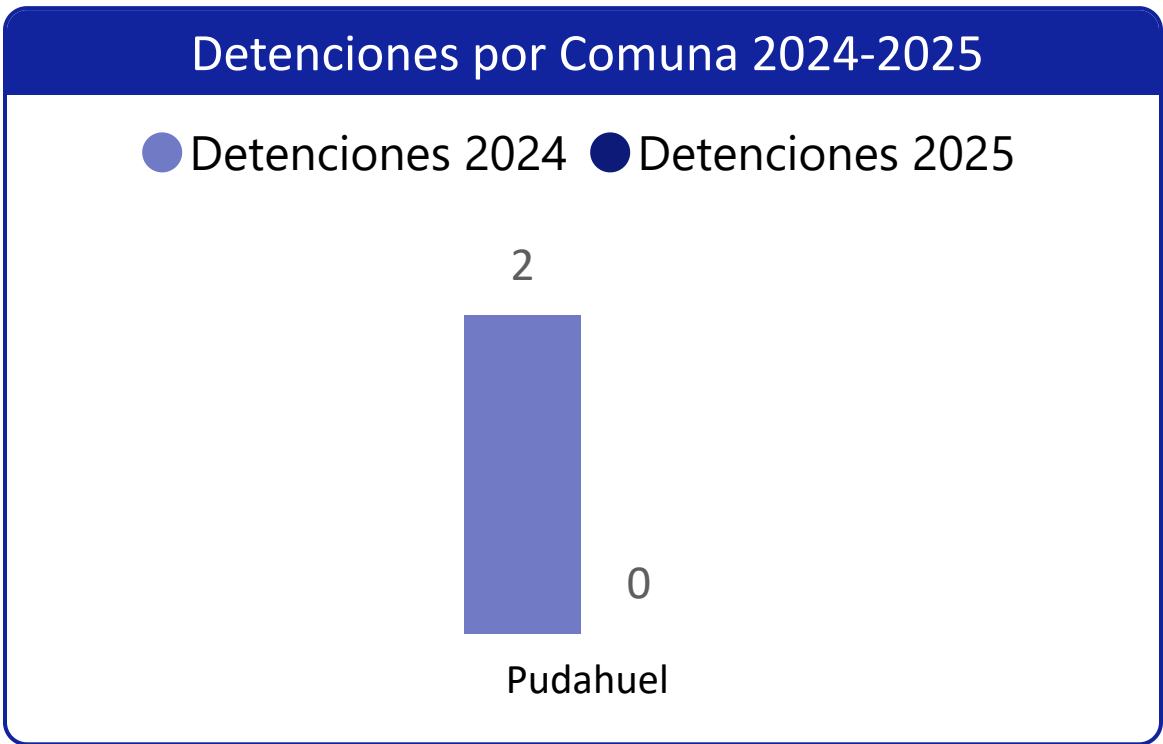 Detenciones por Comuna 2024-2025
Detenciones 2024 Detenciones 2025
2
0
Pudahuel